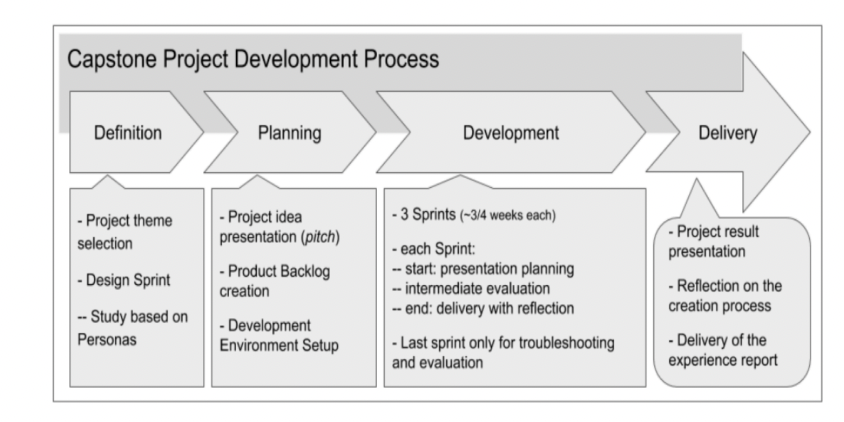 Capstone Project Development Process
Definition
Planning
Development
Delivery
- Project theme
selection
- Design Sprint
-- Study based on
Personas
- Project idea
presentation (pitch)
- Product Backlog
creation
- Development
Environment Setup
- 3 Sprints (~3/4 weeks each)
- each Sprint:
-- start: presentation planning
-- intermediate evaluation
-- end: delivery with reflection
- Last sprint only for troubleshooting
and evaluation
- Project result
presentation
- Reflection on the
creation process
- Delivery of the
experience report